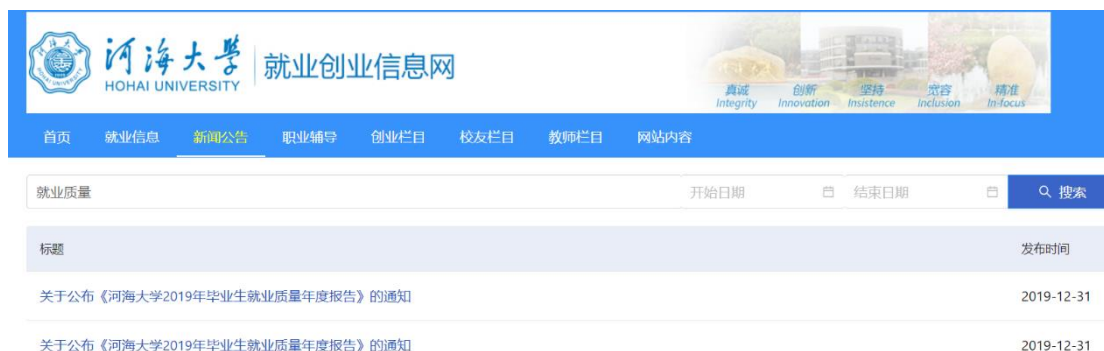 河海大學
HOHAI UNIVERSITY
就业创业信息网
真诚 创新 坚持 宽容 精准
Integrity Innovation Insistence Inclusion In-focus
首页 就业信息 新闻公告 职业辅导 创业栏目 校友栏目 教师栏目 网站内容
就业质量 开始日期 结束日期 搜索
标题 发布时间
关于公布《河海大学2019年毕业生就业质量年度报告》的通知 2019-12-31
关于公布《河海大学2019年毕业生就业质量年度报告》的通知 2019-12-31